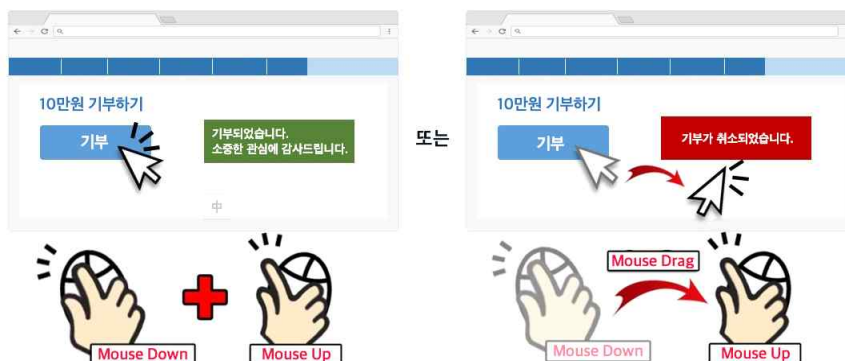 10만원 기부하기
기부
기부되었습니다.
소중한 관심에 감사드립니다.
中
Mouse Down
Mouse Up
또는
10만원 기부하기
기부
기부가 취소되었습니다.
Mouse Drag
Mouse Down
Mouse Up